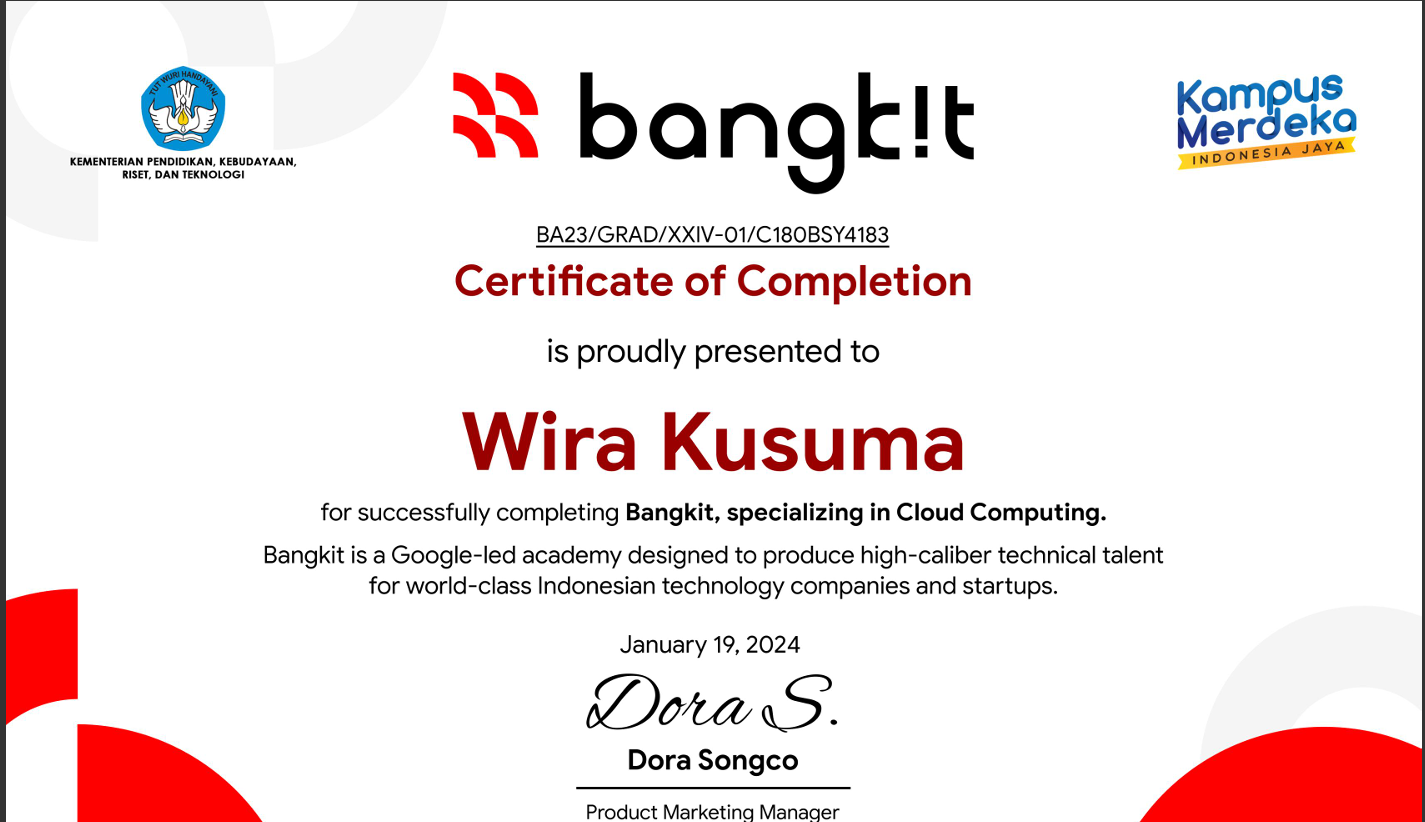 TUT WURI HANDAYANI
KEMENTERIAN PENDIDIKAN, KEBUDAYAAN,
RISET, DAN TEKNOLOGI
bangk!t
Kampus
Merdeka
INDONESIA JAYA
BA23/GRAD/XXIV-01/C180BSY4183
Certificate of Completion
is proudly presented to
Wira Kusuma
for successfully completing Bangkit, specializing in Cloud Computing.
Bangkit is a Google-led academy designed to produce high-caliber technical talent
for world-class Indonesian technology companies and startups.
January 19, 2024
Dora S.
Dora Songco
Product Marketing Manager